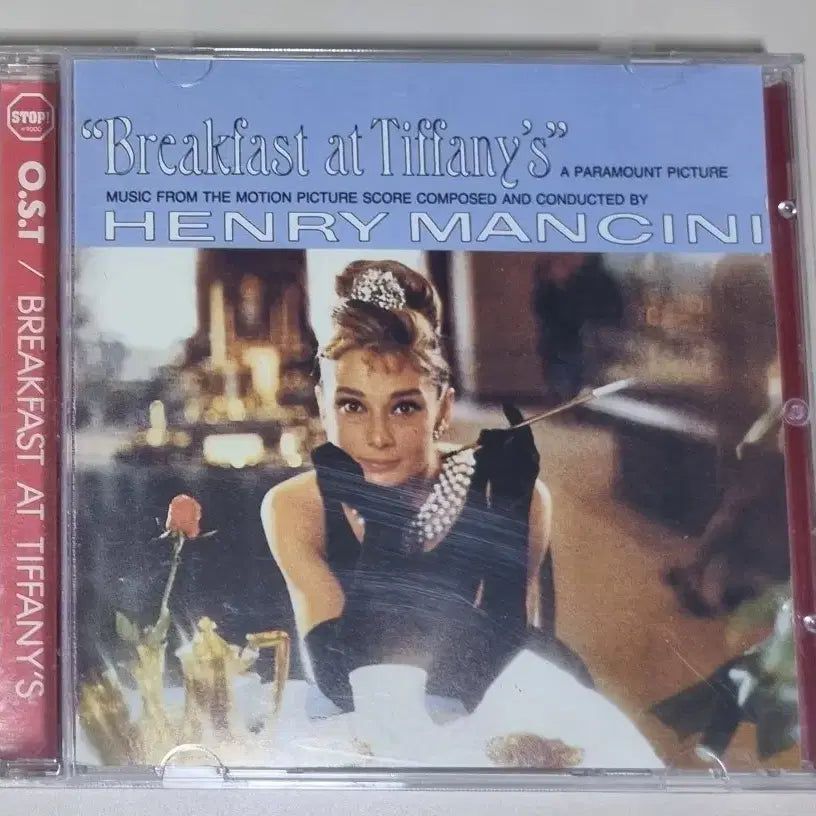 STOP!
₩9000
O.S.T / BREAKFAST AT TIFFANY'S
“Breakfast at Tiffany's” A PARAMOUNT PICTURE
MUSIC FROM THE MOTION PICTURE SCORE COMPOSED AND CONDUCTED BY
HENRY MANCINI